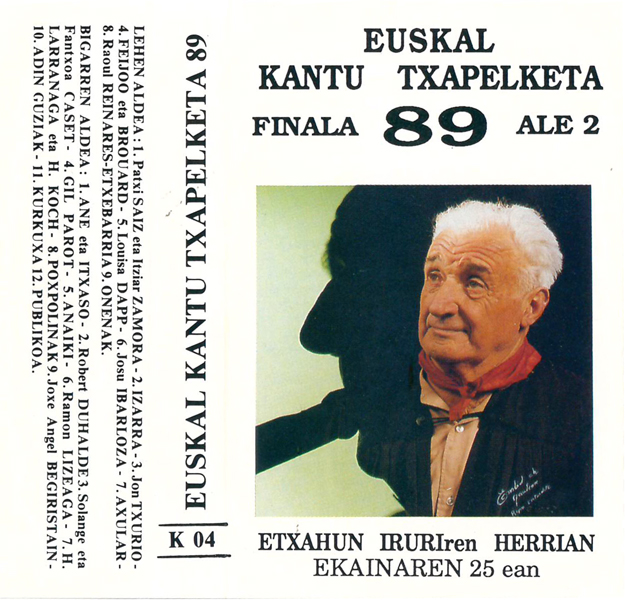 LEHEN ALDEA : 1. Patxi SAIZ eta Itziar ZAMORA - 2. IZARRA - 3. Jon TXURIO -
4. FEIJOO eta BROUARD - 5. Louisa DAPP - 6. Josu IBARLOZA - 7. AXULAR -
8. Raoul REINARES-ETXEBARRIA 9. ONENAK.
BIGARREN ALDEA : 1. ANE eta ITXASO - 2. Robert DUHALDE 3. Solange eta
Fantxoa CASET - 4. GIL PAROT - 5. ANAIKI - 6. Ramon LIZEAGA - 7. H.
LARRANAGA eta H. KOCH - 8. POXPOLINAK 9. Joxe Angel BEGIRISTAIN -
10. ADIN GUZIAK - 11. KURKUXA 12. PUBLIKOA.
EUSKAL KANTU TXAPELKETA 89
K 04
EUSKAL
KANTU TXAPELKETA
FINALA 89 ALE 2
ETXAHUN IRURIren HERRIAN
EKAINAREN 25 ean